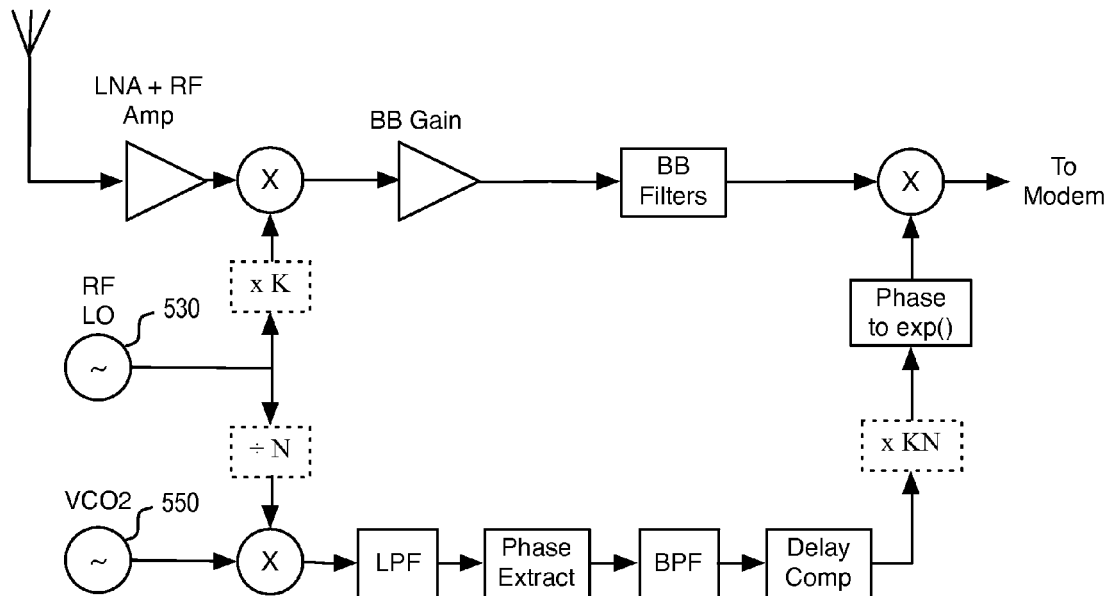 LNA + RF
Amp
BB Gain
X
BB
Filters
X
To
Modem
x K
RF
LO
530
~
Phase
to exp()
÷ N
x KN
VCO2
550
~
X
LPF
Phase
Extract
BPF
Delay
Comp